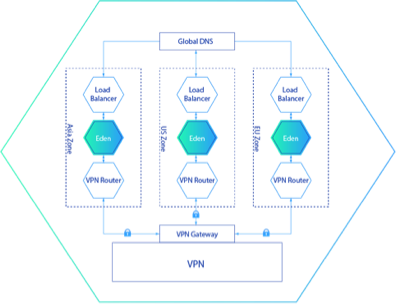 Global DNS
Load
Balancer
Load
Balancer
Load
Balancer
Asia Zone
Eden
US Zone
Eden
EU Zone
Eden
VPN Router
VPN Router
VPN Router
VPN Gateway
VPN